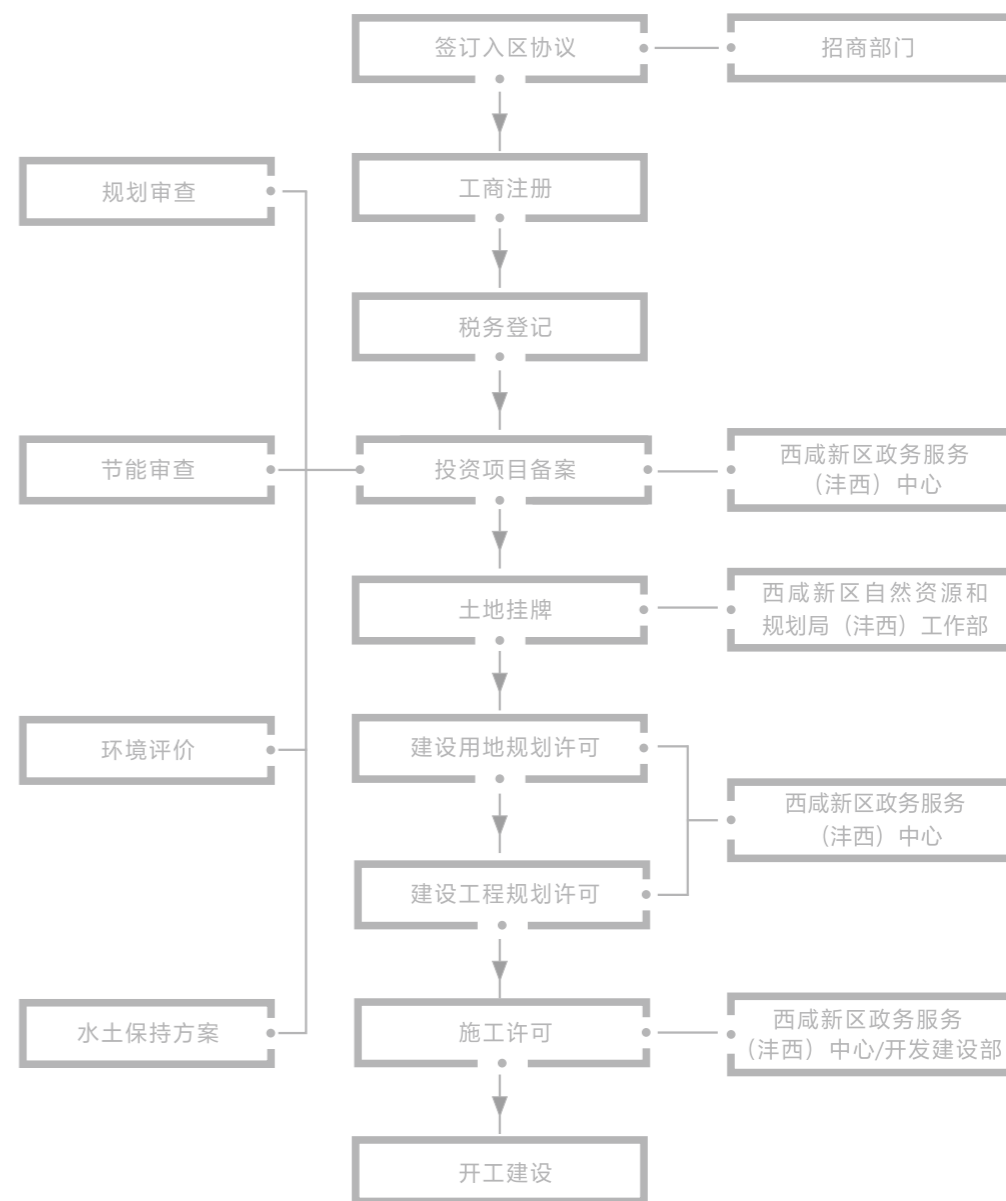 签订入区协议
招商部门
规划审查
工商注册
税务登记
节能审查
投资项目备案
西咸新区政务服务
（沣西）中心
土地挂牌
西咸新区自然资源和
规划局（沣西）工作部
环境评价
建设用地规划许可
西咸新区政务服务
（沣西）中心
建设工程规划许可
水土保持方案
施工许可
西咸新区政务服务
（沣西）中心/开发建设部
开工建设